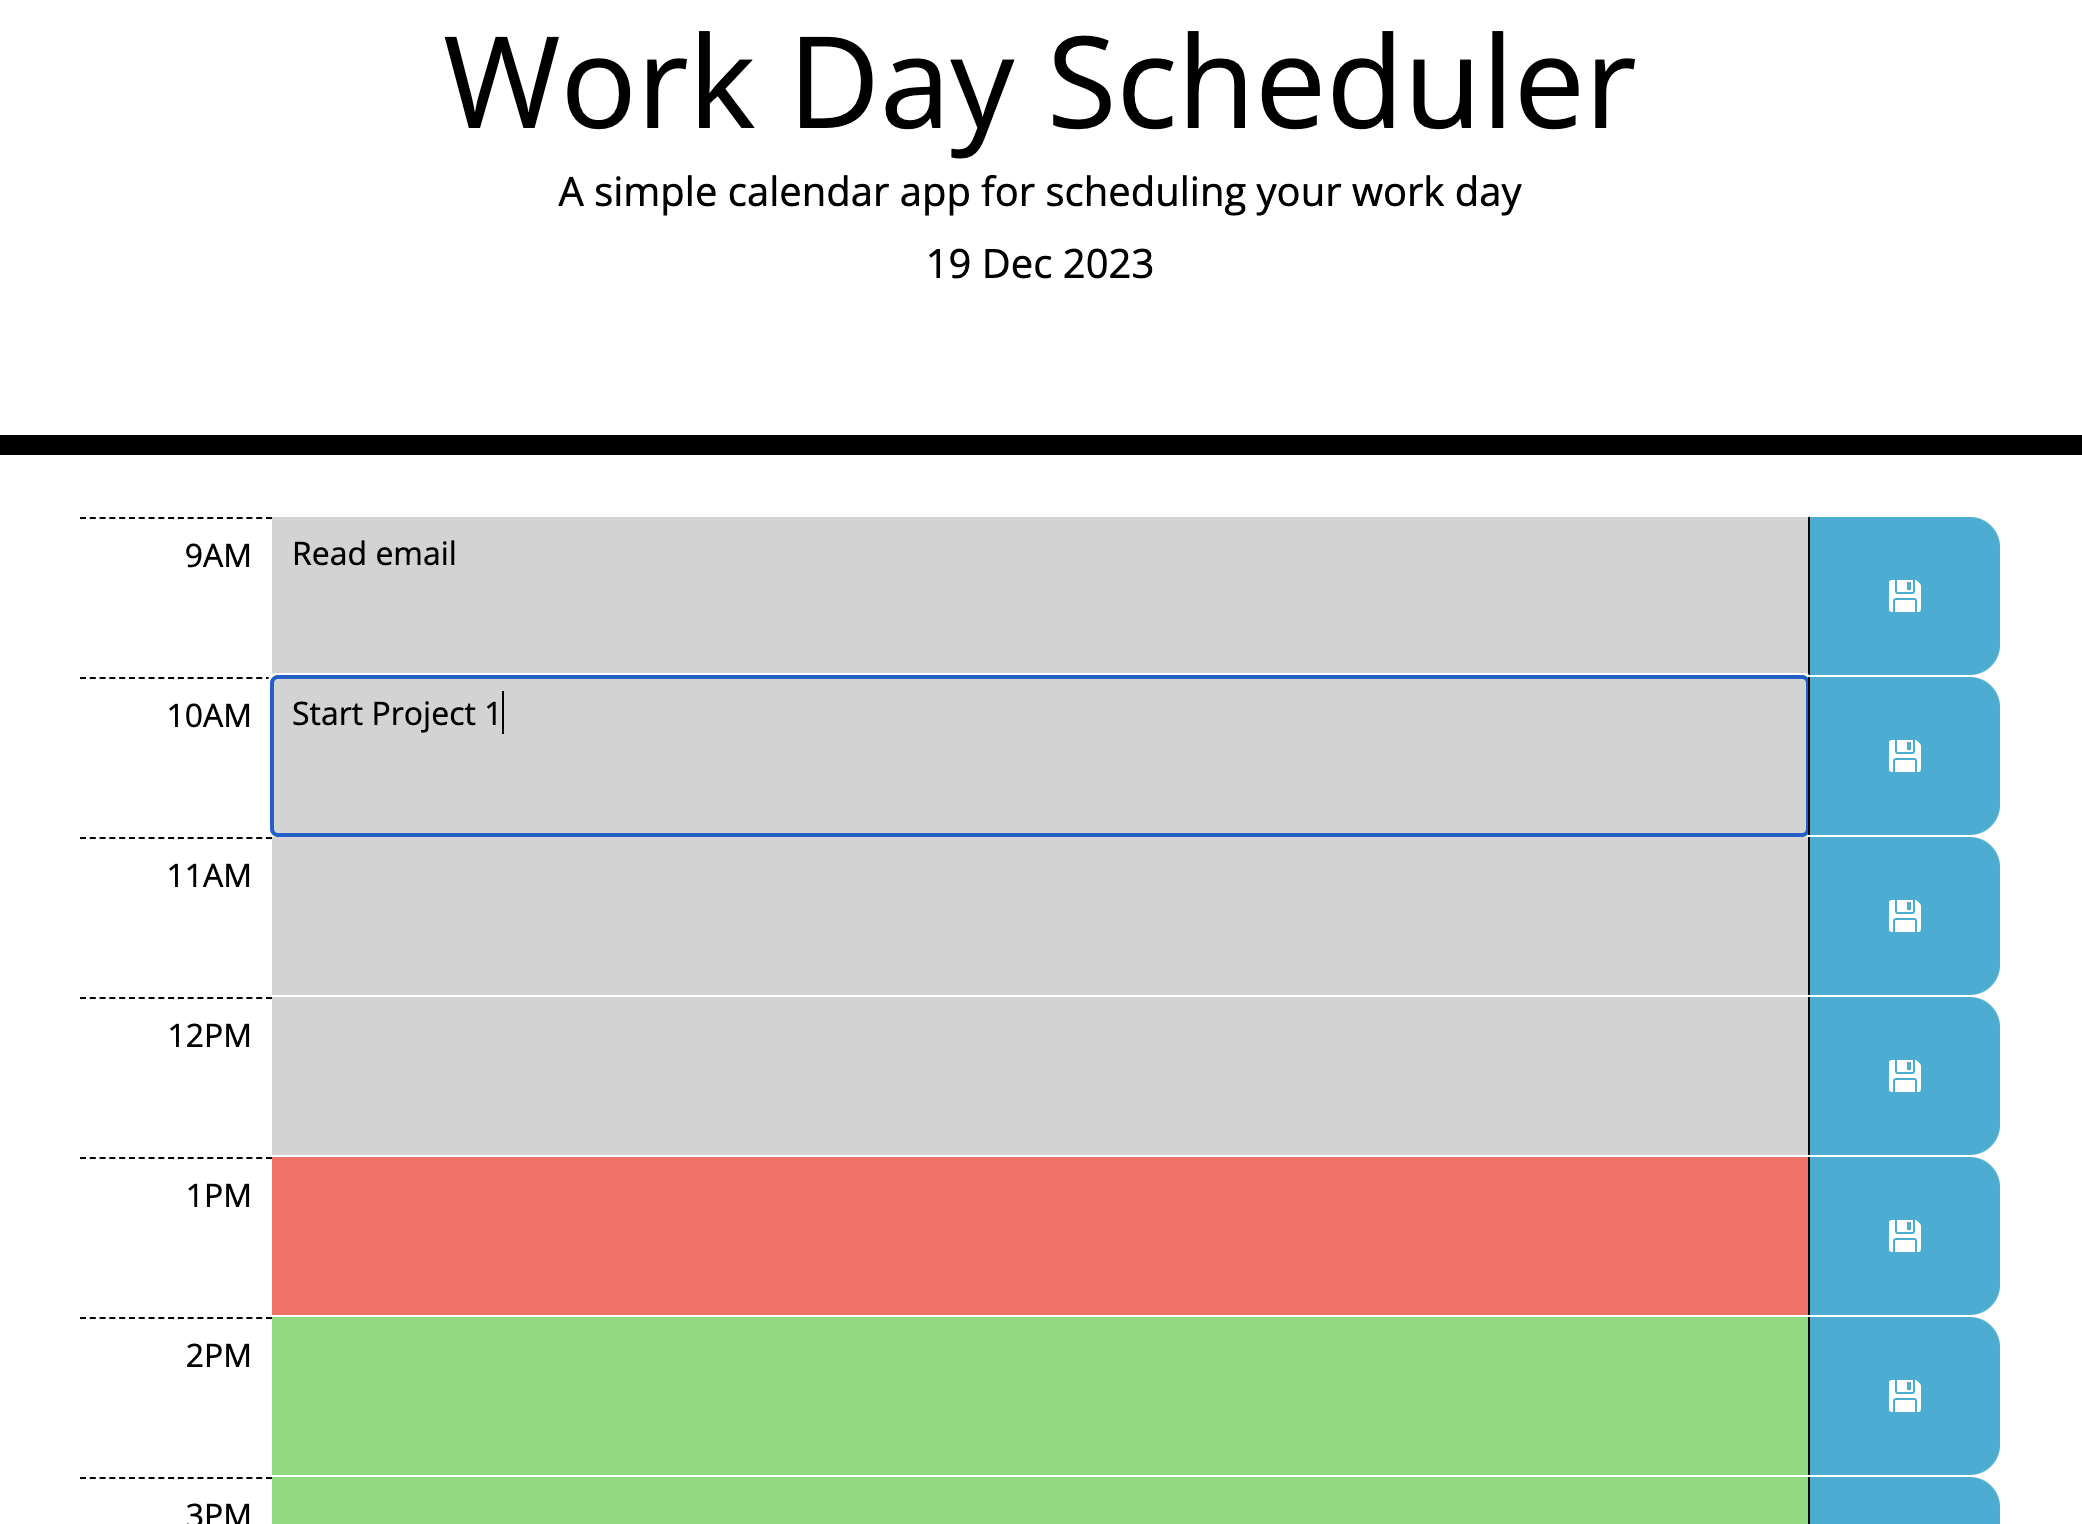 Work Day Scheduler
A simple calendar app for scheduling your work day
19 Dec 2023
9AM Read email
10AM Start Project 1
11AM
12PM
1PM
2PM
3PM